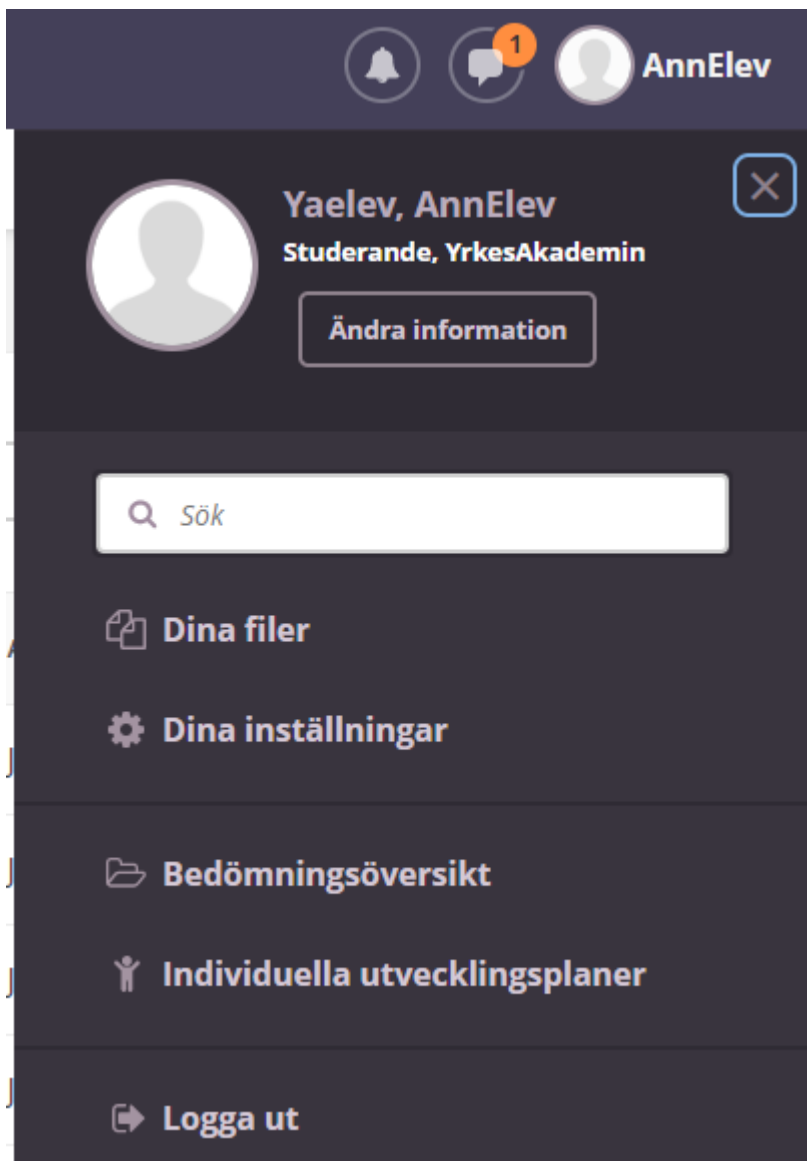 1
AnnElev
Yaelev, AnnElev
Studerande, YrkesAkademin
Ändra information
Sök
Dina filer
Dina inställningar
Bedömningsöversikt
Individuella utvecklingsplaner
Logga ut